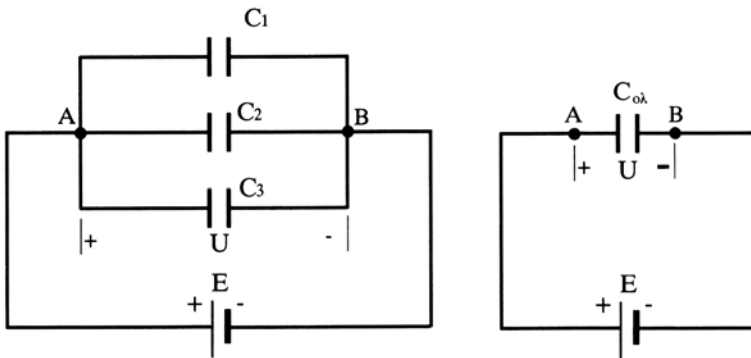 C1
A C2 B
C3
+ U -
E
+ -
Cολ
A B
+ U -
E
+ -